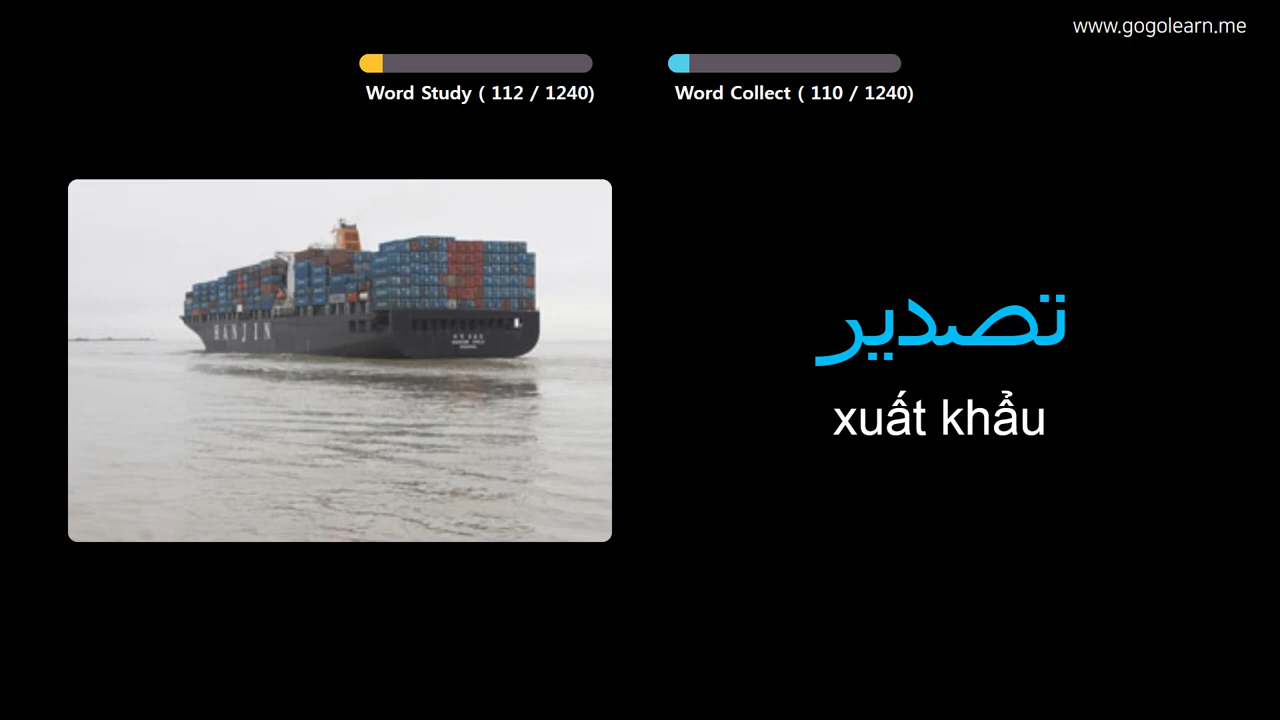 www.gogolearn.me
Word Study ( 112 / 1240)
Word Collect ( 110 / 1240)
HANJIN
تصدير
xuất khẩu